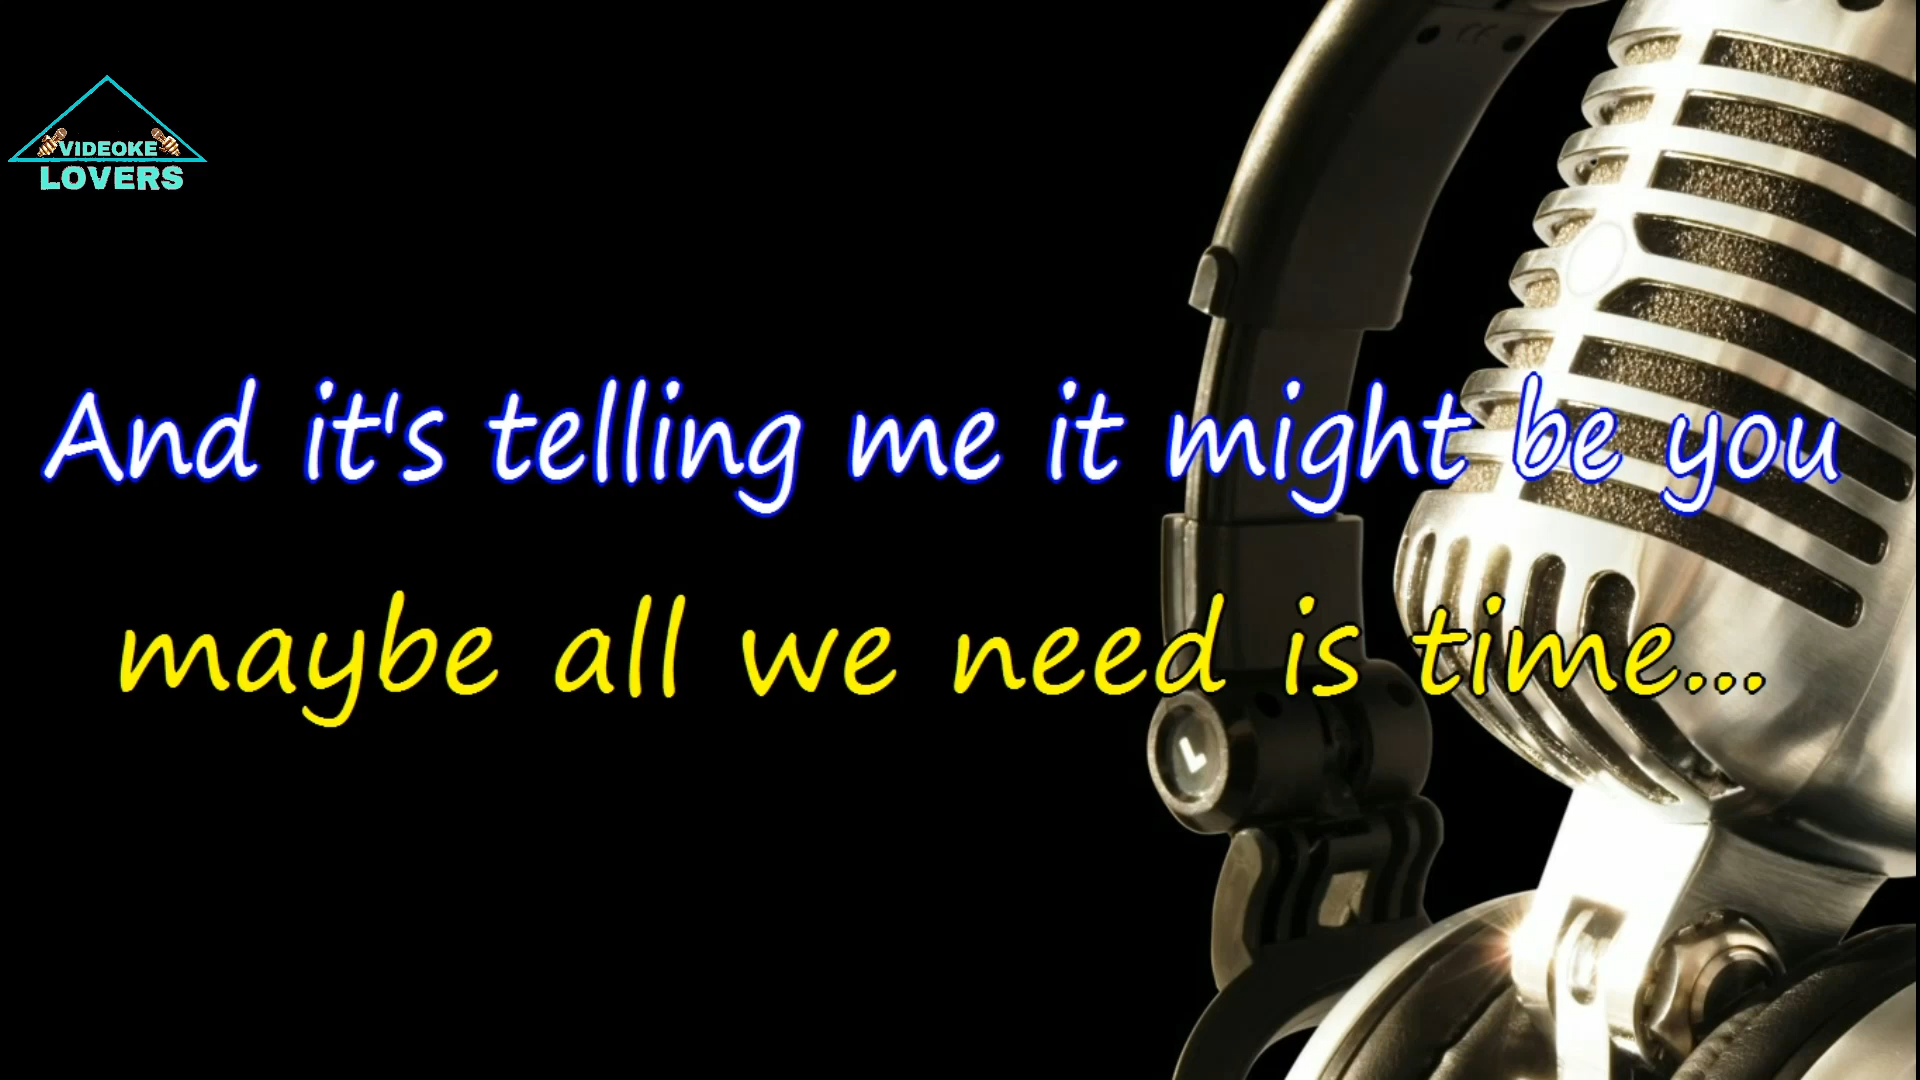 VIDEOKE
LOVERS
And it's telling me it might be you
maybe all we need is time...
L